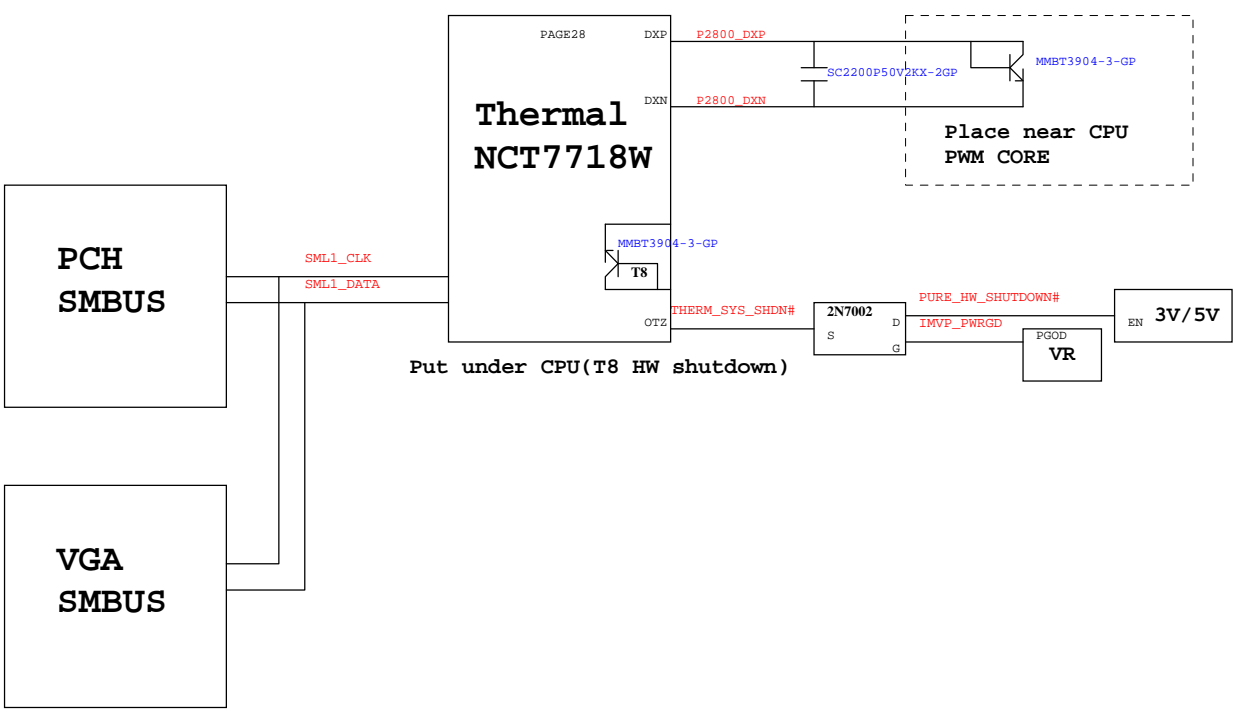 PAGE28
DXP
P2800_DXP
MMBT3904-3-GP
SC2200P50V2KX-2GP
DXN
P2800_DXN
Thermal
NCT7718W
Place near CPU
PWM CORE
PCH
SMBUS
SML1_CLK
SML1_DATA
MMBT3904-3-GP
T8
THERM_SYS_SHDN#
OTZ
2N7002
S
D
G
PURE_HW_SHUTDOWN#
IMVP_PWRGD
EN
3V/5V
PGOD
VR
Put under CPU(T8 HW shutdown)
VGA
SMBUS